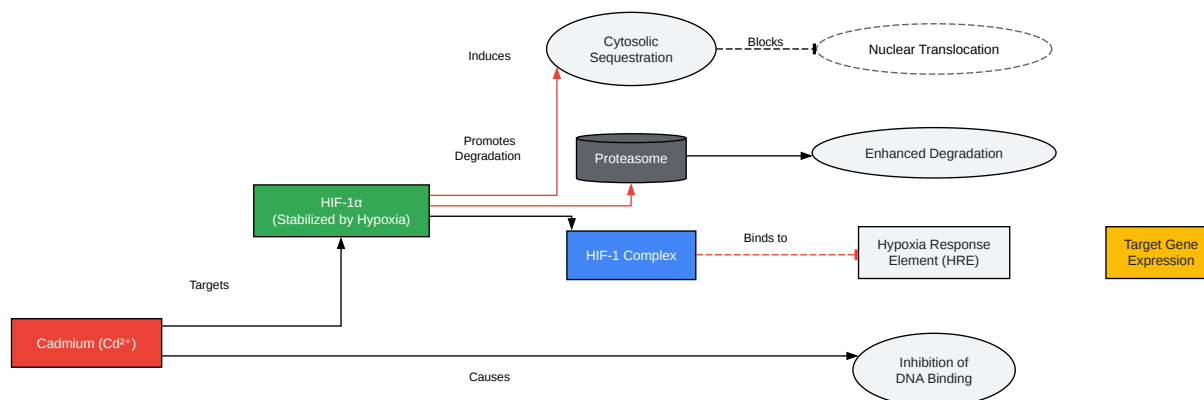 Cytosolic
Sequestration
Blocks
Nuclear Translocation
Induces
Promotes
Degradation
Proteasome
Enhanced Degradation
HIF-1α
(Stabilized by Hypoxia)
HIF-1 Complex
Binds to
Hypoxia Response
Element (HRE)
Target Gene
Expression
Targets
Cadmium (Cd²⁺)
Causes
Inhibition of
DNA Binding